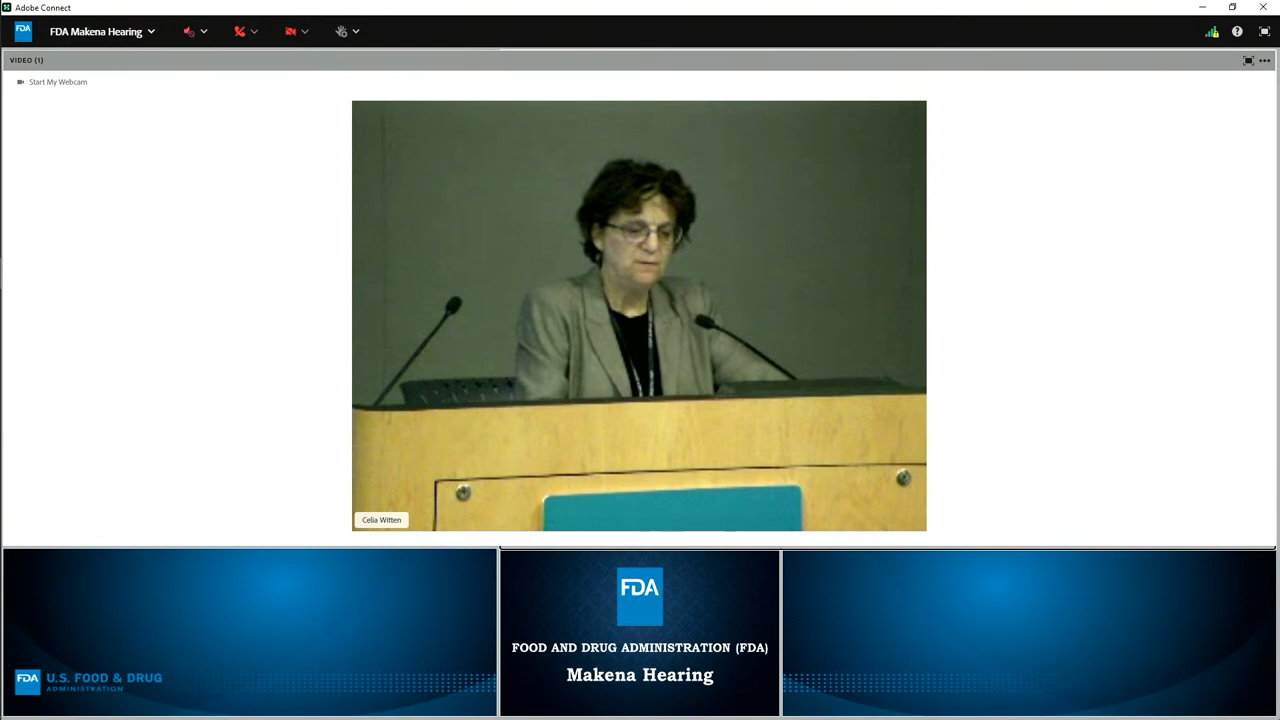 Adobe Connect
FDA
FDA Makena Hearing
VIDEO (1)
Start My Webcam
Celia Witten
FDA
U.S. FOOD & DRUG
ADMINISTRATION
FDA
FOOD AND DRUG ADMINISTRATION (FDA)
Makena Hearing